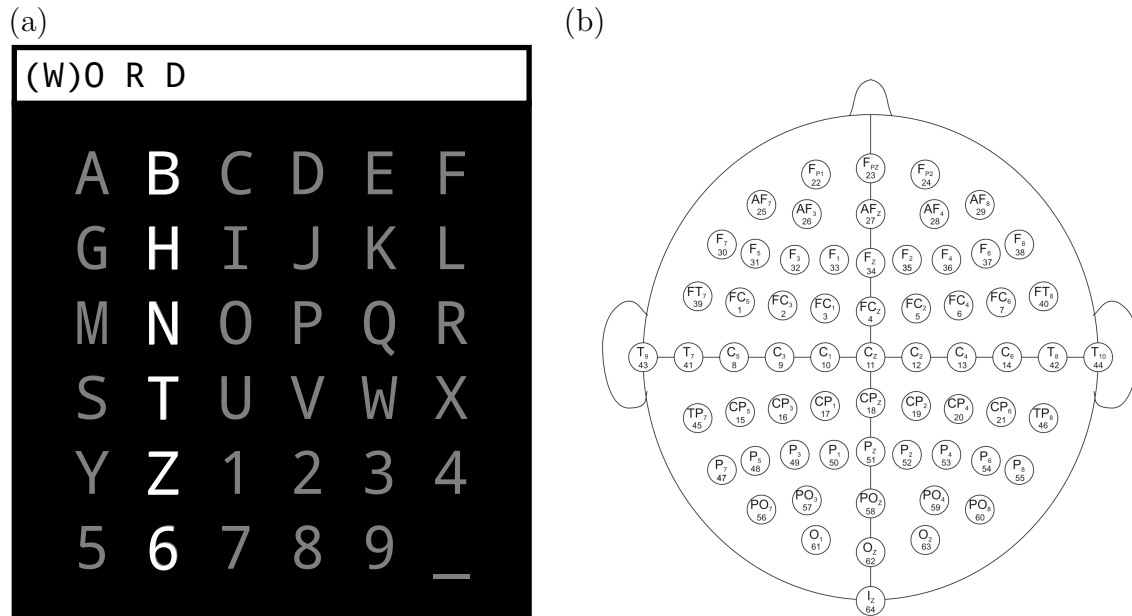 (a)
(W)O R D
A B C D E F
G H I J K L
M N O P Q R
S T U V W X
Y Z 1 2 3 4
5 6 7 8 9 _
(b)
FP1 FPZ FP2
22 23 24
AF7 AF3 AFZ AF4 AF8
25 26 27 28 29
F7 F5 F3 F1 FZ F2 F4 F6 F8
30 31 32 33 34 35 36 37 38
FT7 FC5 FC3 FC1 FCZ FC2 FC4 FC6 FT8
39 1 2 3 4 5 6 7 40
T9 T7 C5 C3 C1 CZ C2 C4 C6 T8 T10
43 41 8 9 10 11 12 13 14 42 44
TP7 CP5 CP3 CP1 CPZ CP2 CP4 CP6 TP8
45 15 16 17 18 19 20 21 46
P7 P5 P3 P1 PZ P2 P4 P6 P8
47 48 49 50 51 52 53 54 55
PO7 PO3 POZ PO4 PO8
56 57 58 59 60
O1 OZ O2
61 62 63
IZ
64